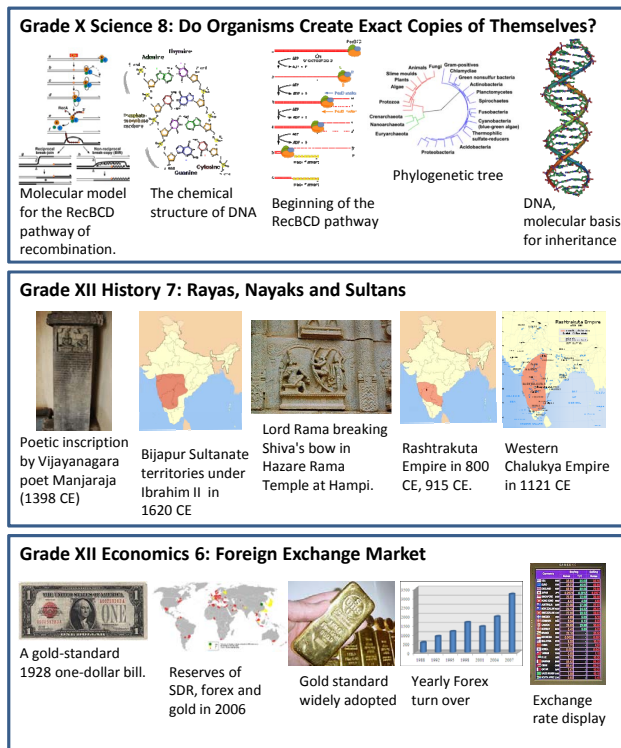 Grade X Science 8: Do Organisms Create Exact Copies of Themselves?
Adenine
Thymine
Cytosine
Guanine
Animals
Fungi
Gram-positives
Chlamydiae
Green nonsulfur bacteria
Actinobacteria
Planctomycetes
Spirochaetes
Fusobacteria
Cyanobacteria
(blue-green algae)
Thermophilic
sulfate-reducers
Acidobacteria
Proteobacteria
Slime moulds
Plants
Algae
Protozoa
Crenarchaeota
Nanoarchaeota
Euryarchaeota
Molecular model
for the RecBCD
pathway of
recombination.
The chemical
structure of DNA
Beginning of the
RecBCD pathway
Phylogenetic tree
DNA,
molecular basis
for inheritance
Grade XII History 7: Rayas, Nayaks and Sultans
Rashtrakuta Empire
Poetic inscription
by Vijayanagara
poet Manjaraja
(1398 CE)
Bijapur Sultanate
territories under
Ibrahim II in
1620 CE
Lord Rama breaking
Shiva's bow in
Hazare Rama
Temple at Hampi.
Rashtrakuta
Empire in 800
CE, 915 CE.
Western
Chalukya Empire
in 1121 CE
Grade XII Economics 6: Foreign Exchange Market
A gold-standard
1928 one-dollar bill.
Reserves of
SDR, forex and
gold in 2006
Gold standard
widely adopted
Yearly Forex
turn over
Exchange
rate display